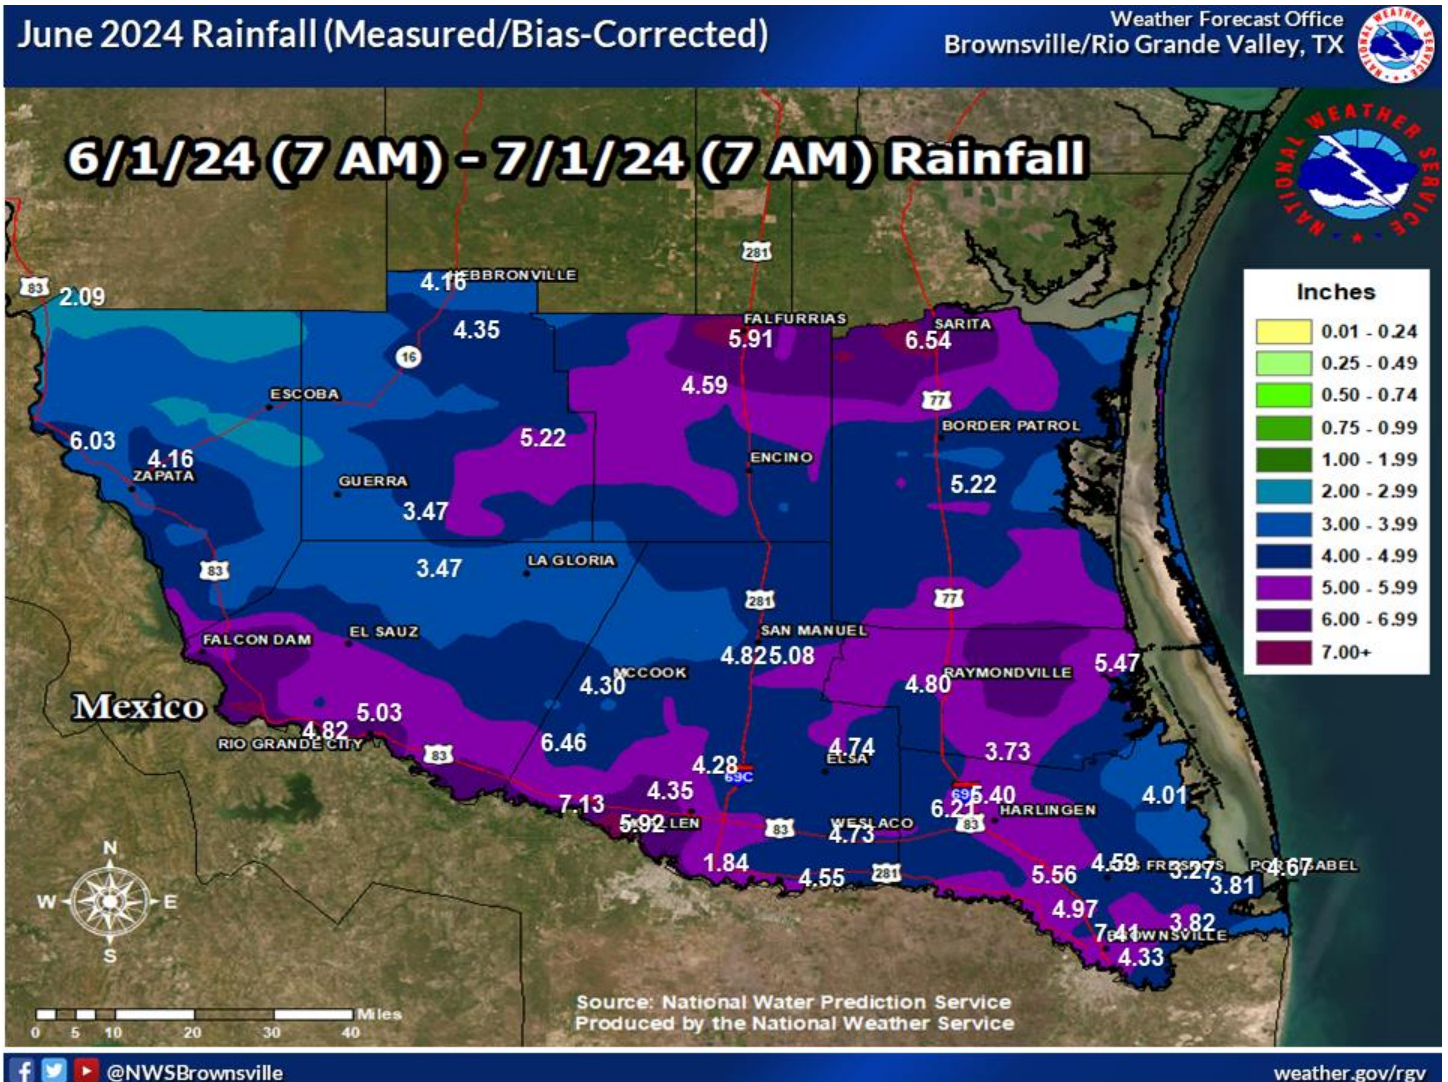 June 2024 Rainfall (Measured/Bias-Corrected)
Weather Forecast Office
Brownsville/Rio Grande Valley, TX
NATIONAL WEATHER SERVICE
6/1/24 (7 AM) - 7/1/24 (7 AM) Rainfall
NATIONAL WEATHER SERVICE
281
83
2.09
4.16
HEBBRONVILLE
4.35
16
FALFURRIAS
5.91
SARITA
6.54
Inches
0.01 - 0.24
0.25 - 0.49
0.50 - 0.74
0.75 - 0.99
1.00 - 1.99
2.00 - 2.99
3.00 - 3.99
4.00 - 4.99
5.00 - 5.99
6.00 - 6.99
7.00+
4.59
ESCOBA
77
BORDER PATROL
6.03
4.16
ZAPATA
5.22
ENCINO
GUERRA
3.47
5.22
83
3.47
LA GLORIA
281
77
FALCON DAM
EL SAUZ
SAN MANUEL
4.82
5.08
MCCOOK
4.30
RAYMONDVILLE
4.80
5.47
Mexico
5.03
4.82
RIO GRANDE CITY
83
6.46
4.28
69C
4.74
ELSA
3.73
7.13
4.35
5.92
83
WESLACO
4.73
5.40
6.21
HARLINGEN
83
4.01
1.84
4.55
281
5.56
4.59
3.27
PORT ISABEL
4.67
3.81
4.97
3.82
7.41
BROWNSVILLE
4.33
N
W
E
S
Miles
0 5 10 20 30 40
Source: National Water Prediction Service
Produced by the National Weather Service
@NWSBrownsville
weather.gov/rgv